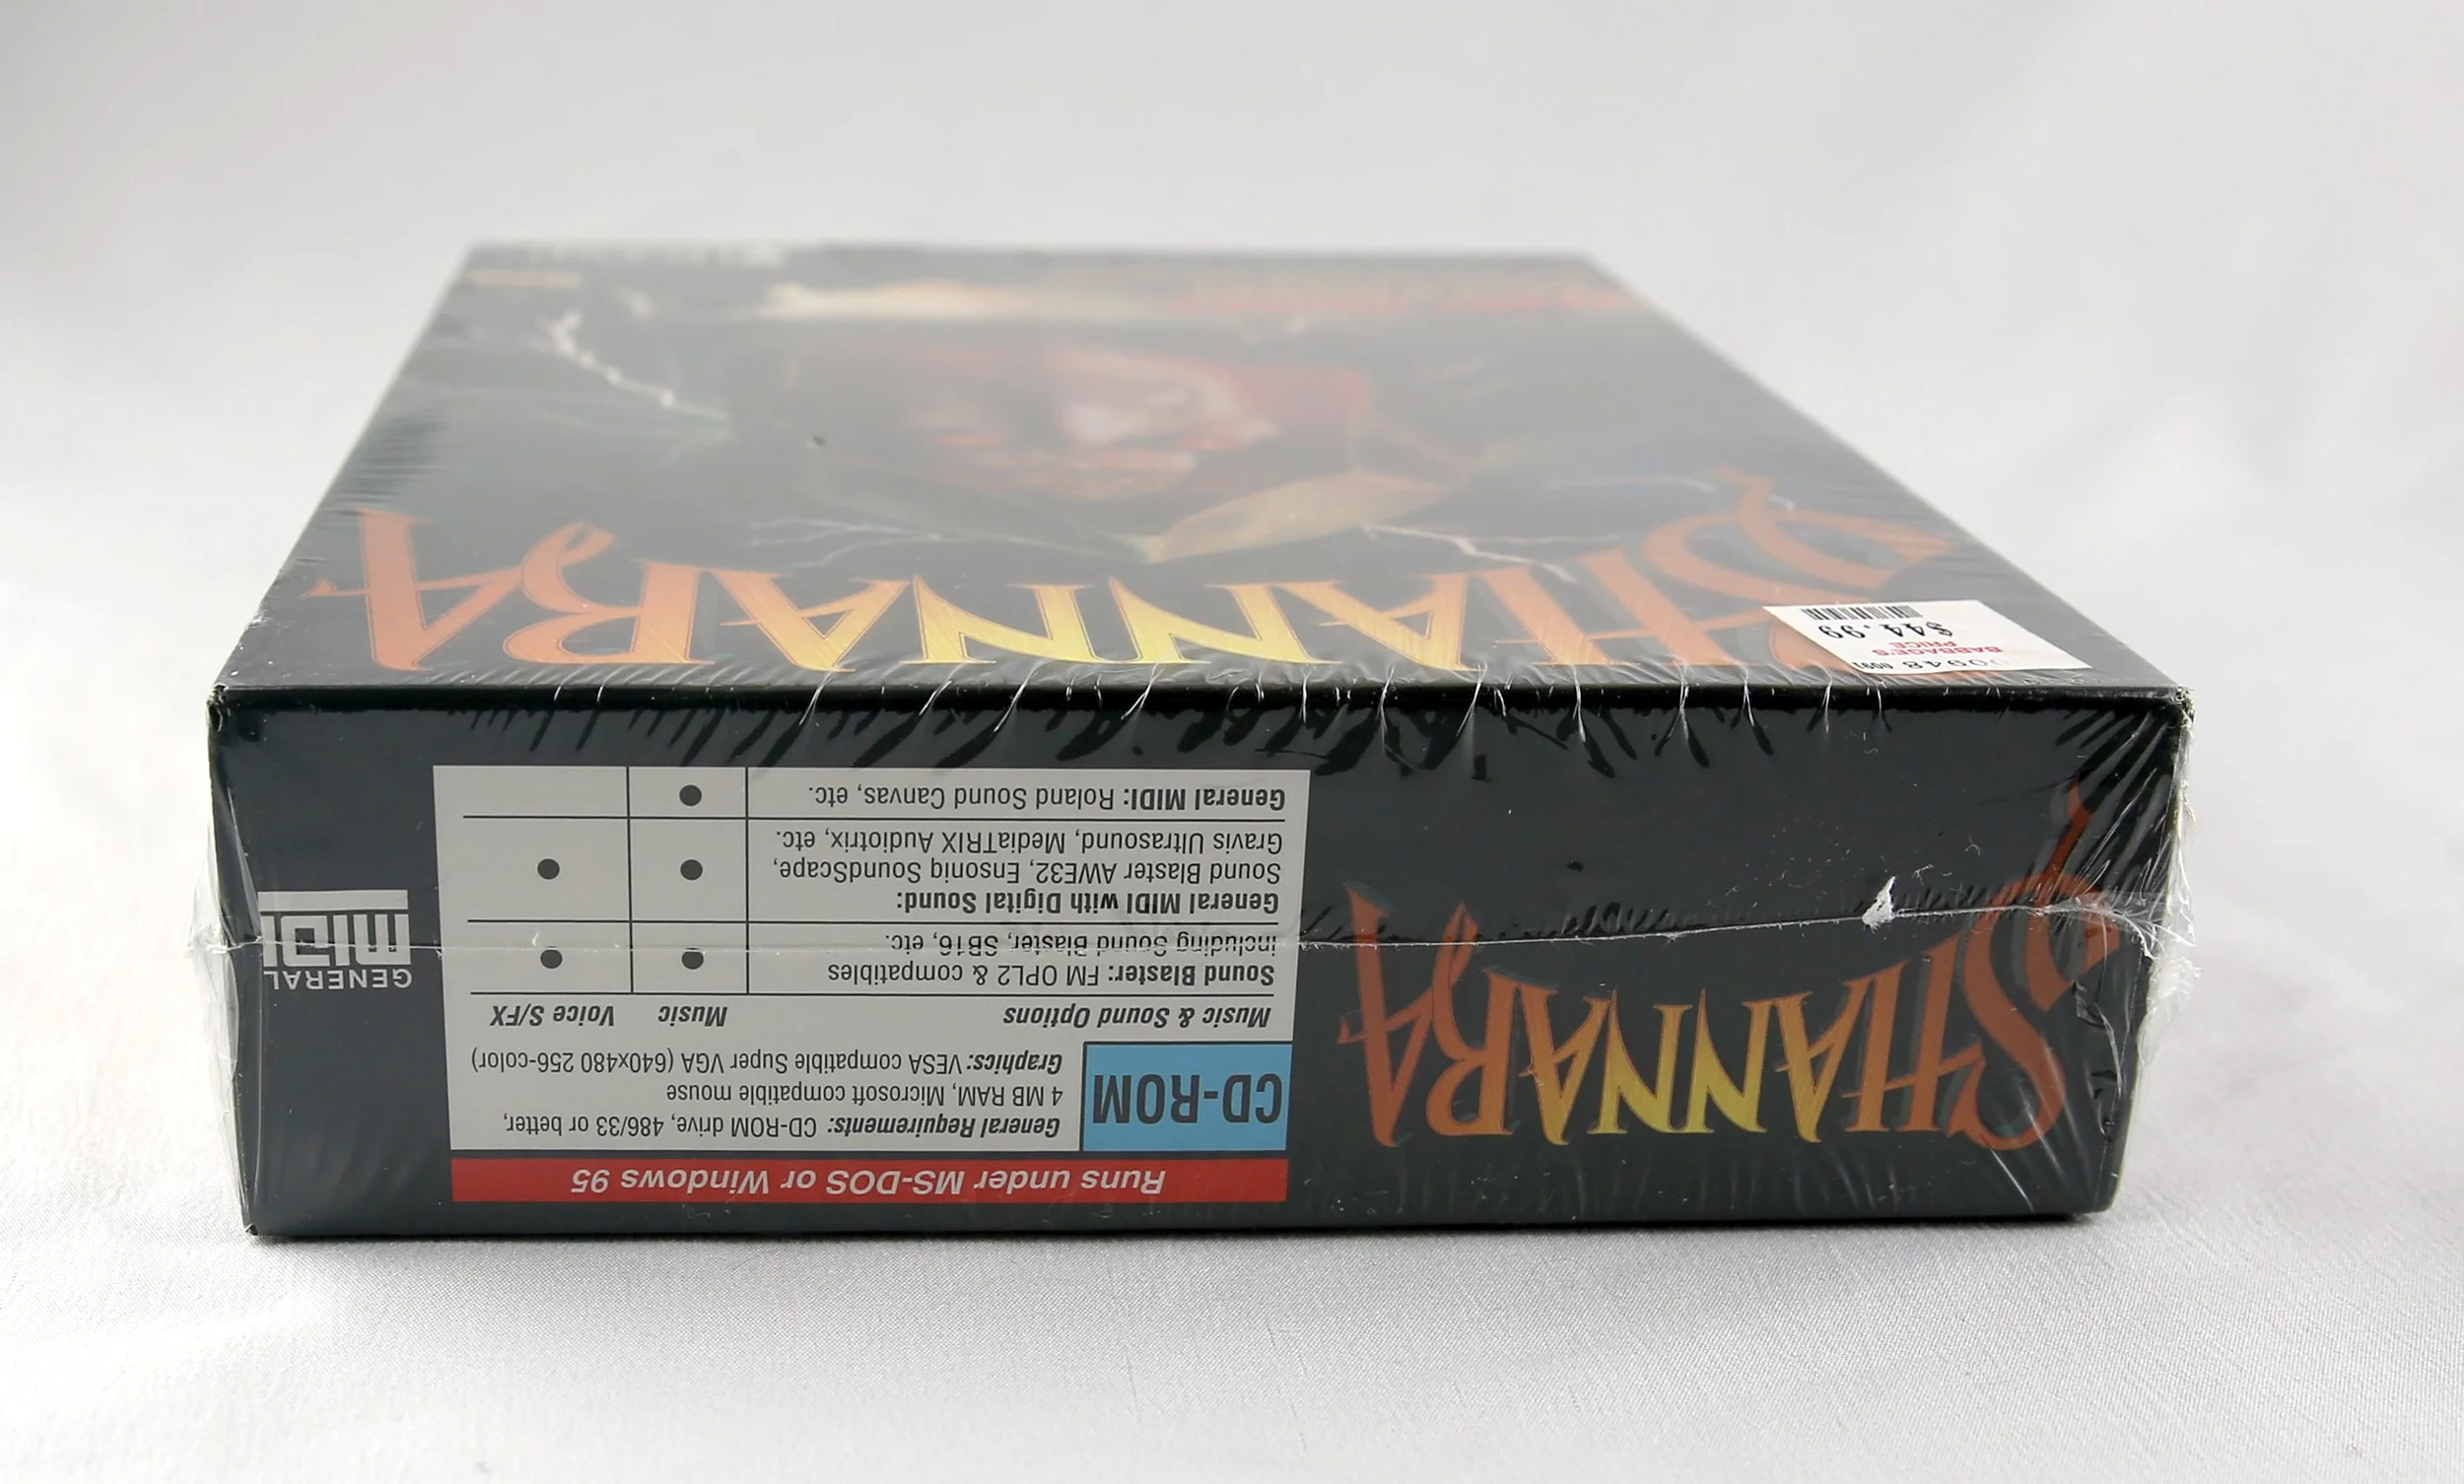 SHANNARA
BABBAGE'S
PRICE
$44.99
SHANNARA
Runs under MS-DOS or Windows 95
CD-ROM
General Requirements: CD-ROM drive, 486/33 or better,
4 MB RAM, Microsoft compatible mouse
Graphics: VESA compatible Super VGA (640x480 256-color)
Music & Sound Options Music Voice S/FX
Sound Blaster: FM OPL2 & compatibles
including Sound Blaster, SB16, etc.
General MIDI with Digital Sound:
Sound Blaster AWE32, Ensoniq SoundScape,
Gravis Ultrasound, MediaTRIX Audiotrix, etc.
General MIDI: Roland Sound Canvas, etc.
GENERAL
MIDI